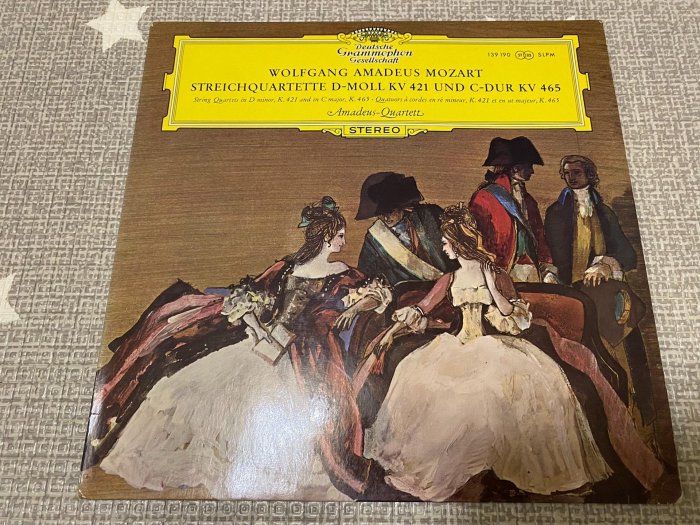 Deutsche
Grammophon
Gesellschaft
139 190 SLPM
WOLFGANG AMADEUS MOZART
STREICHQUARTETTE D-MOLL KV 421 UND C-DUR KV 465
String Quartets in D minor, K. 421 and in C major, K. 465 · Quatuors à cordes en ré mineur, K. 421 et en ut majeur, K. 465
Amadeus-Quartett
STEREO